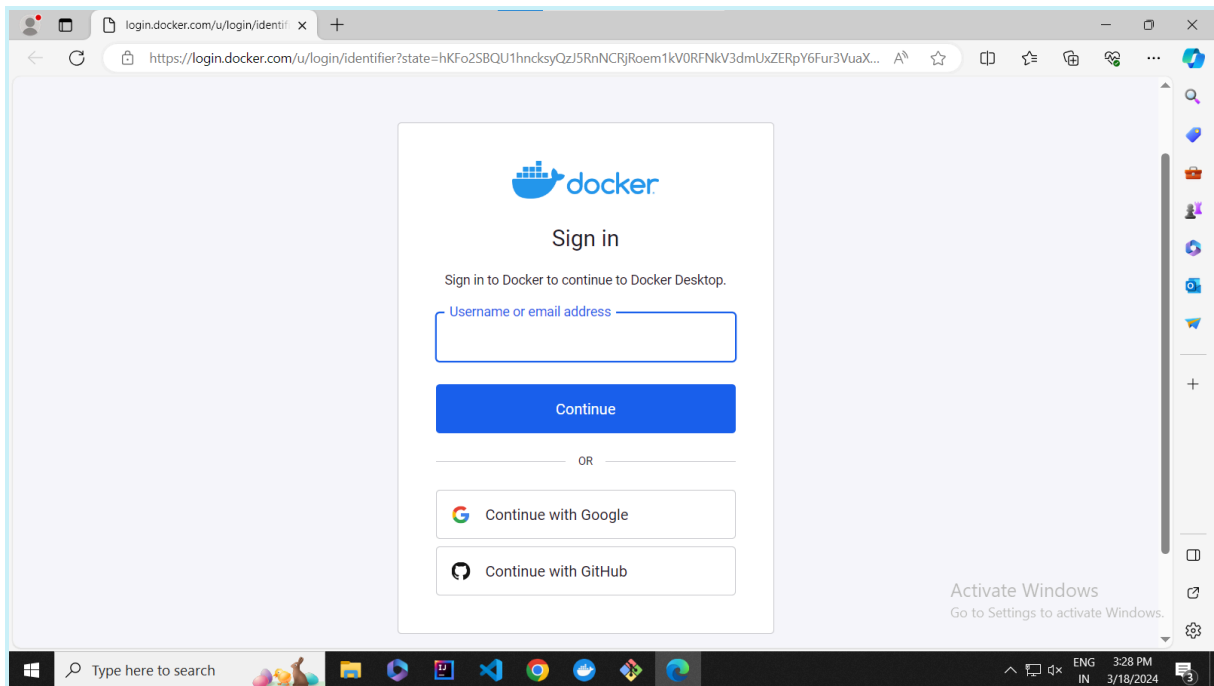 login.docker.com/u/login/identifi
https://login.docker.com/u/login/identifier?state=hKFo2SBQU1hncksyQzJ5RnNCRjRoem1kV0RFNkV3dmUxZERpY6Fur3VuaX...
docker
Sign in
Sign in to Docker to continue to Docker Desktop.
Username or email address
Continue
OR
Continue with Google
Continue with GitHub
Activate Windows
Go to Settings to activate Windows.
Type here to search
ENG 3:28 PM
IN 3/18/2024
3